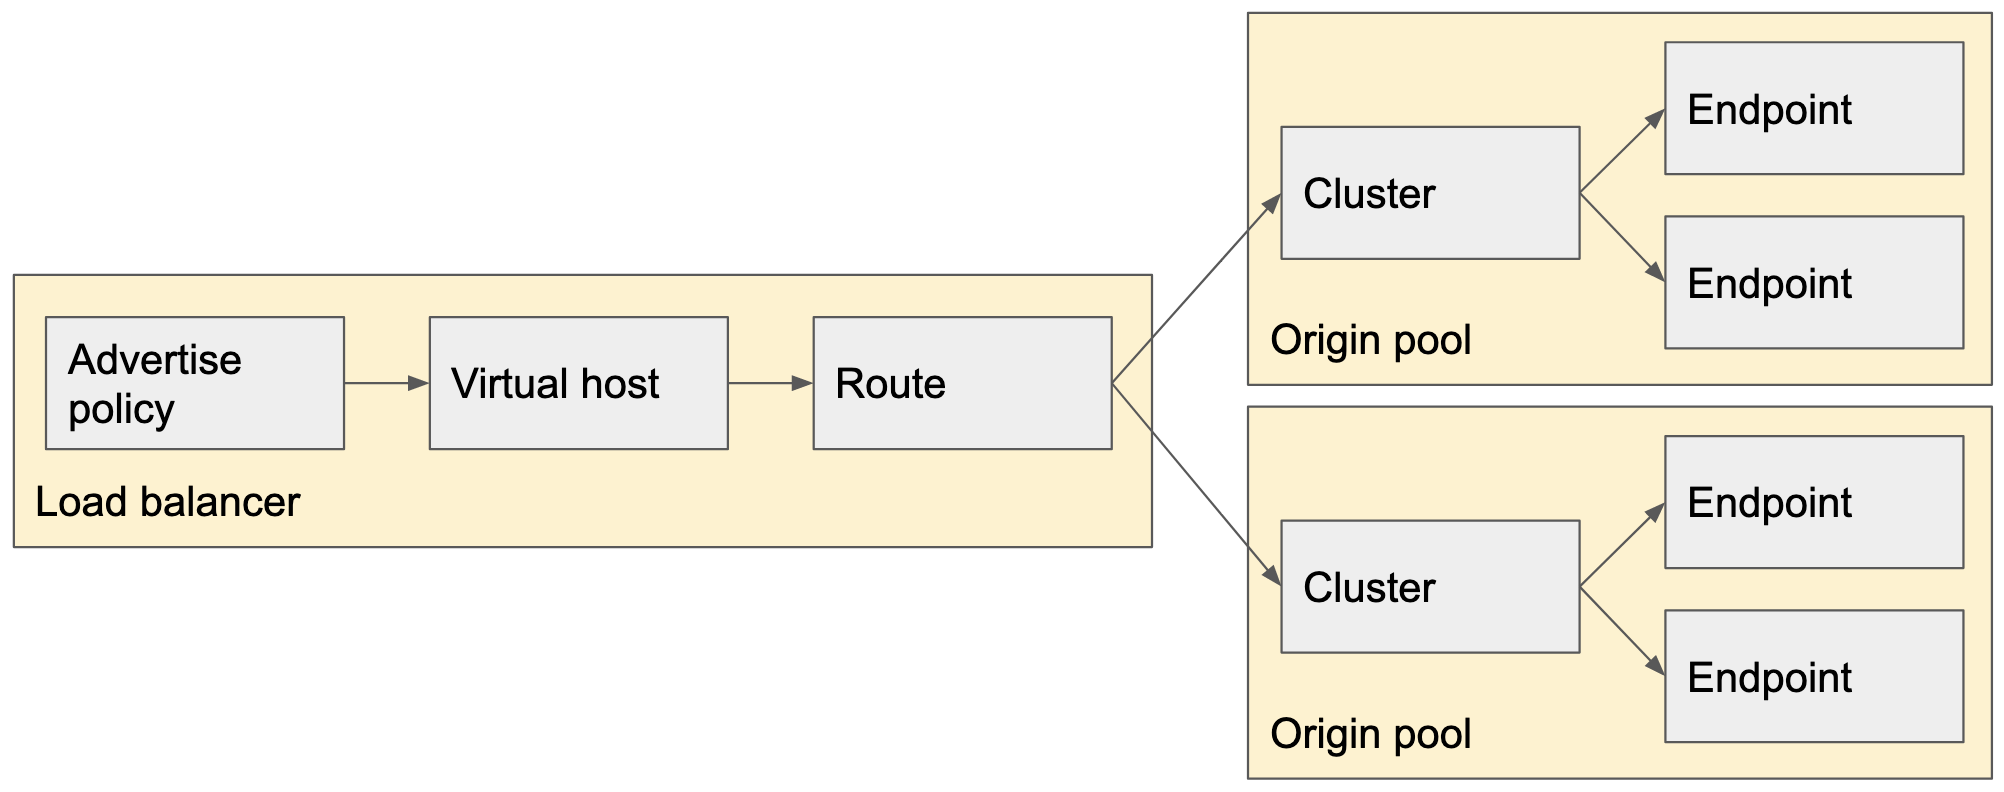 Advertise
policy
Virtual host
Route
Load balancer
Cluster
Endpoint
Endpoint
Origin pool
Cluster
Endpoint
Endpoint
Origin pool